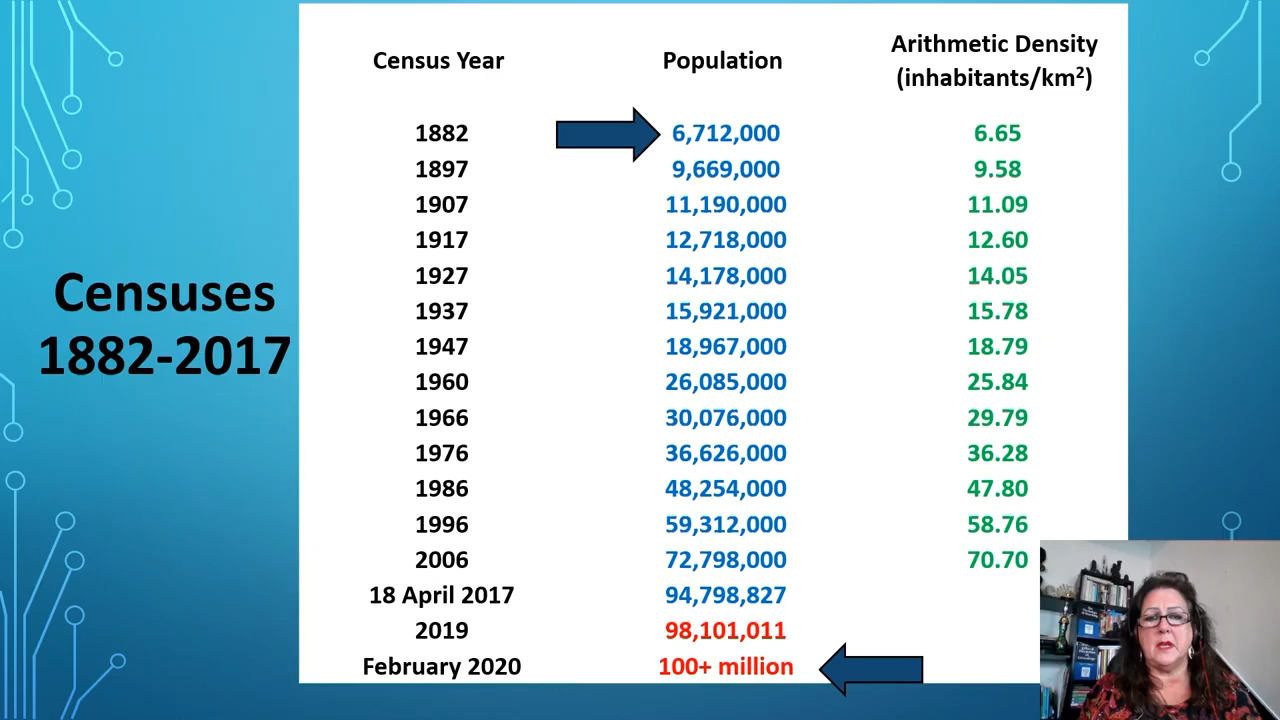 Censuses
1882-2017
Census Year Population Arithmetic Density
(inhabitants/km²)
1882 6,712,000 6.65
1897 9,669,000 9.58
1907 11,190,000 11.09
1917 12,718,000 12.60
1927 14,178,000 14.05
1937 15,921,000 15.78
1947 18,967,000 18.79
1960 26,085,000 25.84
1966 30,076,000 29.79
1976 36,626,000 36.28
1986 48,254,000 47.80
1996 59,312,000 58.76
2006 72,798,000 70.70
18 April 2017 94,798,827
2019 98,101,011
February 2020 100+ million